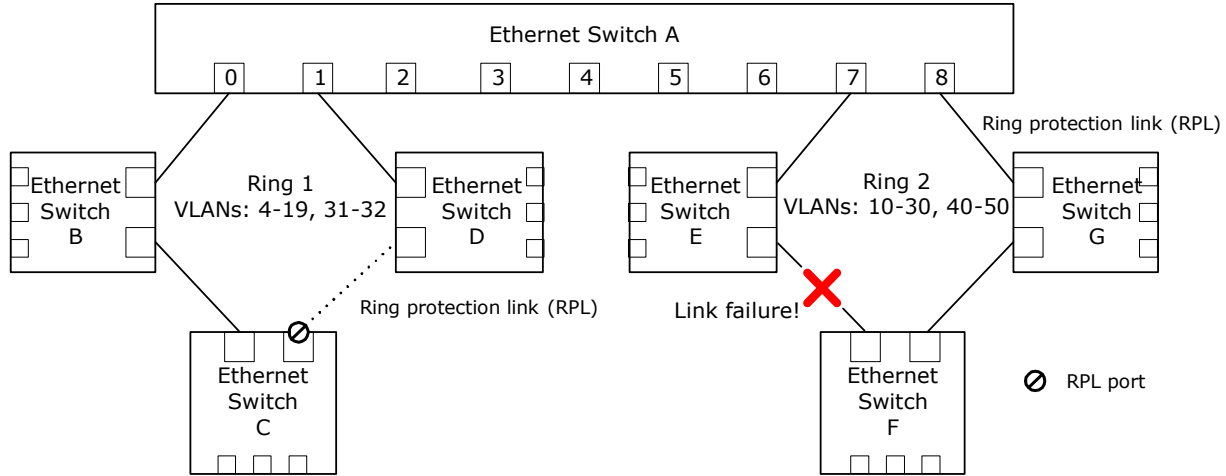 Ethernet Switch A
0 1 2 3 4 5 6 7 8
Ring protection link (RPL)
Ethernet
Switch
B
Ring 1
VLANs: 4-19, 31-32
Ethernet
Switch
D
Ethernet
Switch
E
Ring 2
VLANs: 10-30, 40-50
Ethernet
Switch
G
Ring protection link (RPL)
Link failure!
Ethernet
Switch
C
Ethernet
Switch
F
RPL port